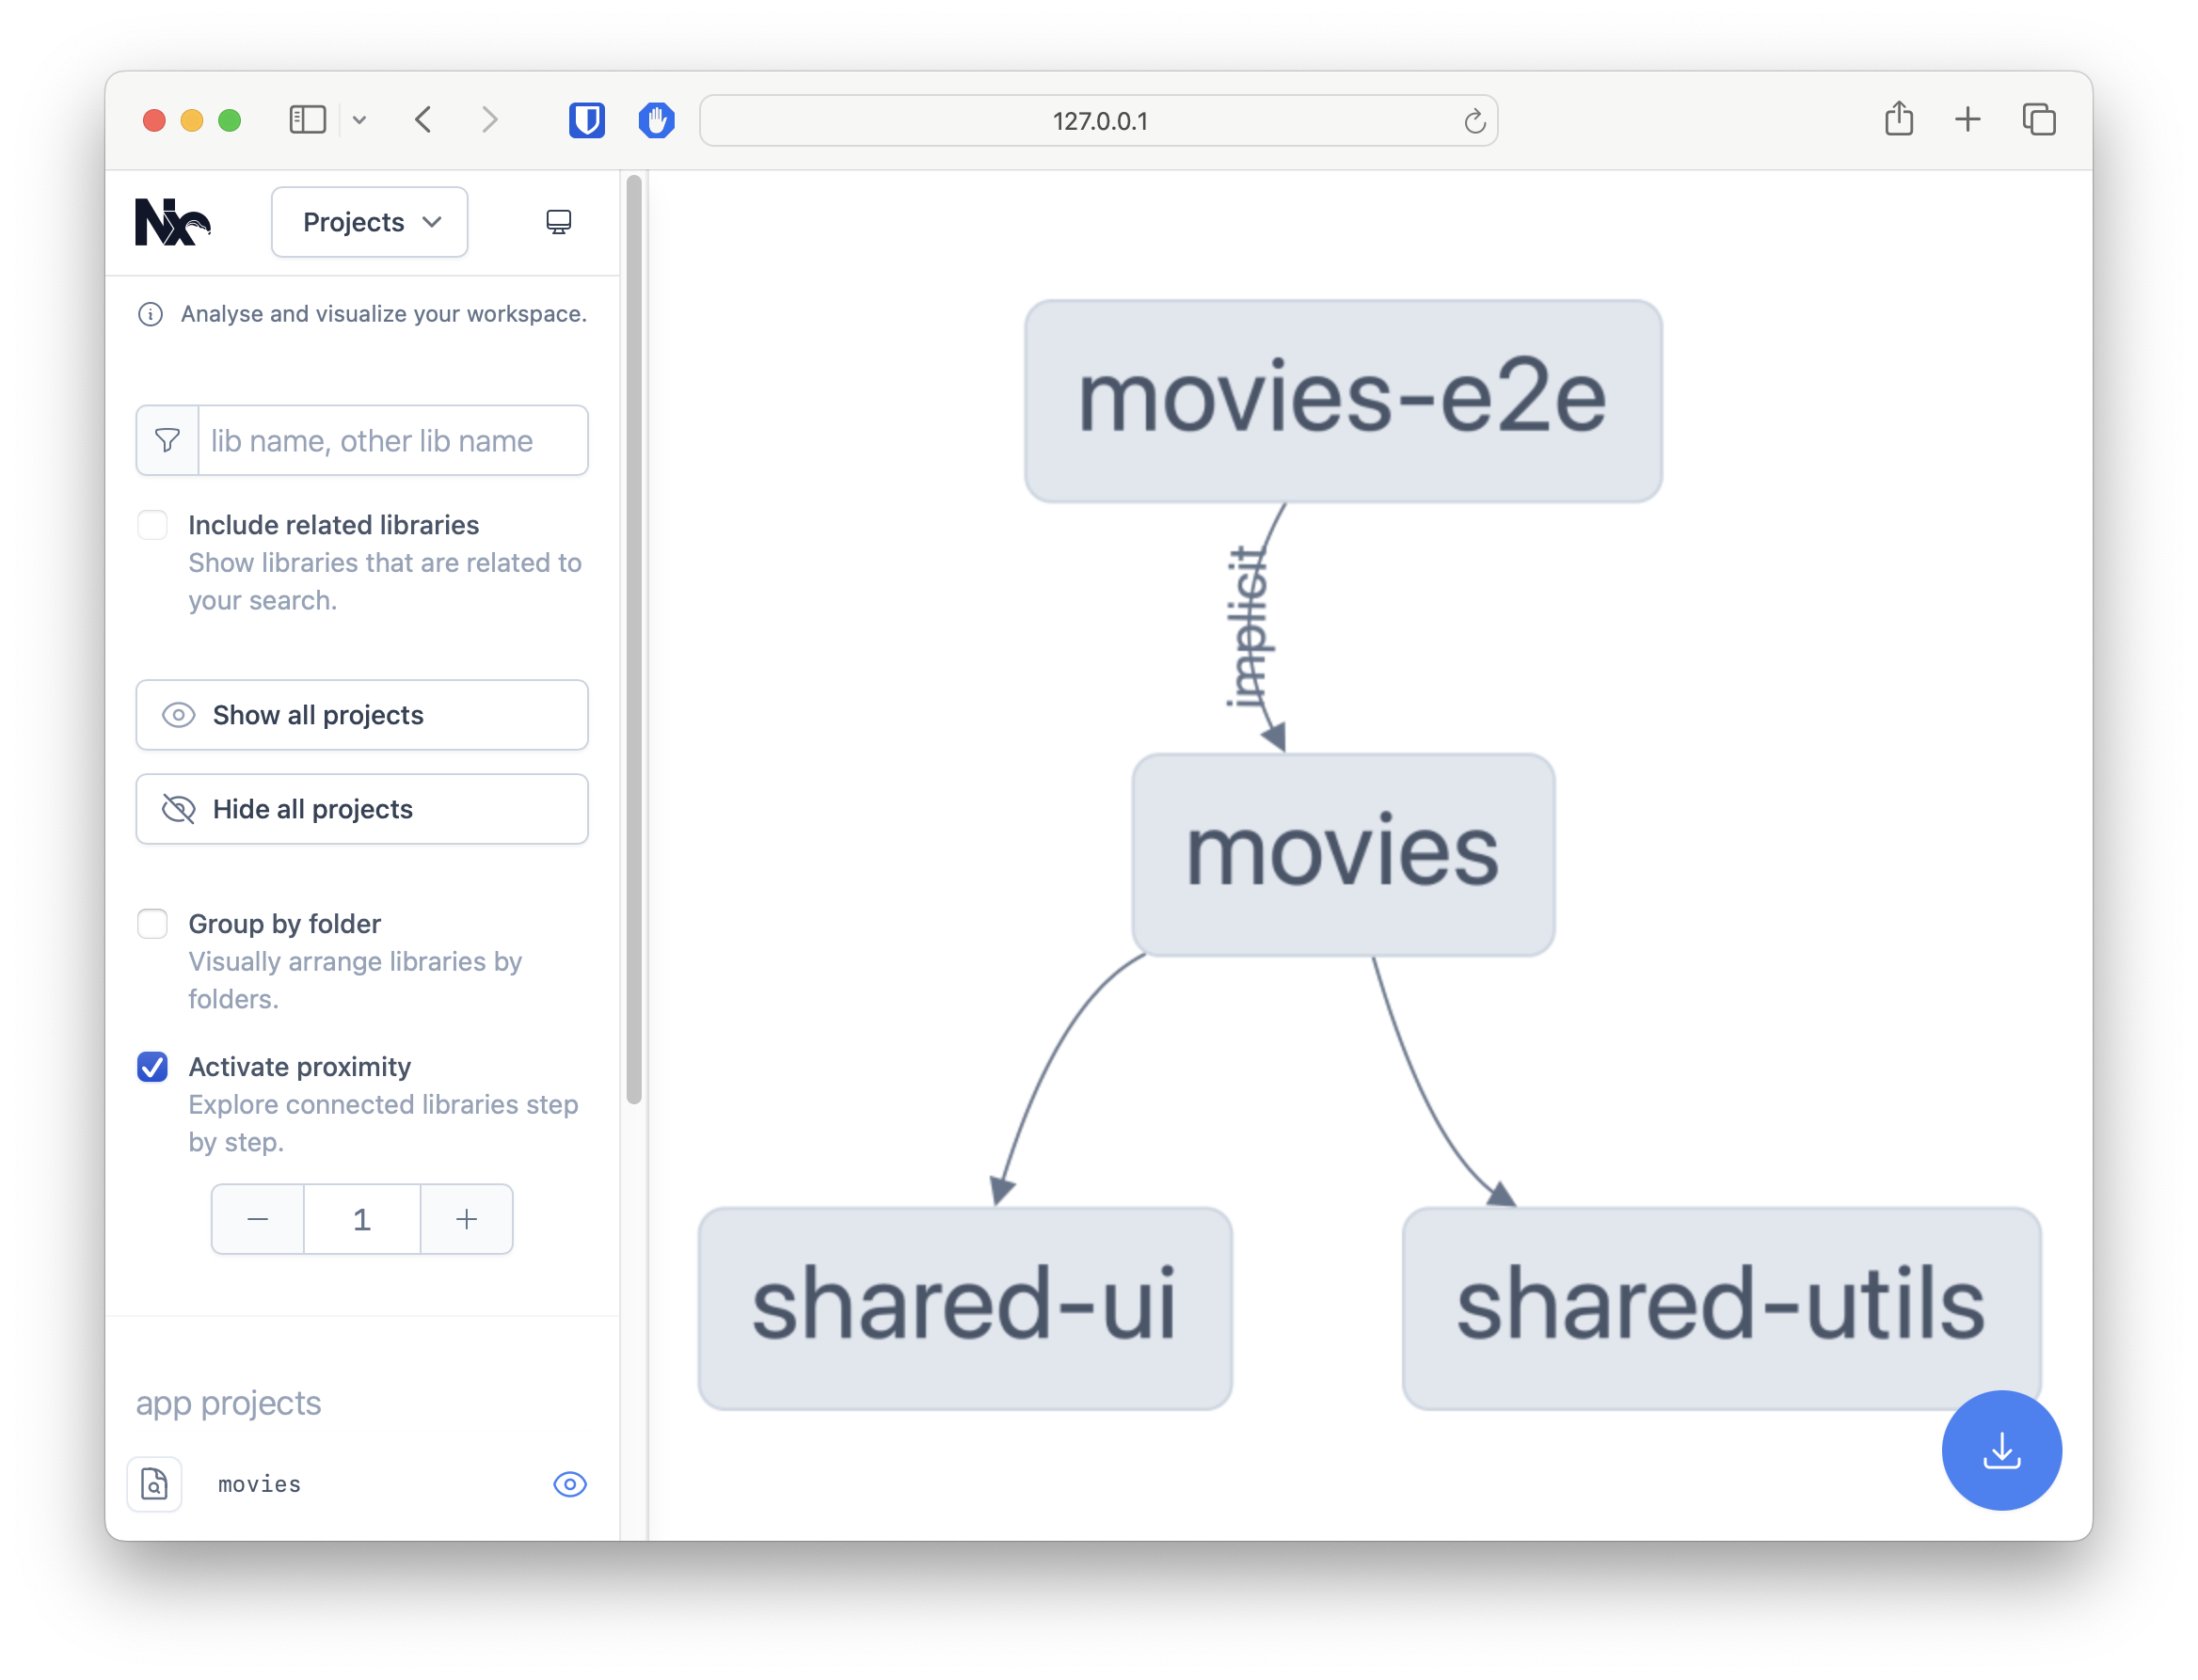 127.0.0.1
Nx
Projects
Analyse and visualize your workspace.
lib name, other lib name
Include related libraries
Show libraries that are related to
your search.
Show all projects
Hide all projects
Group by folder
Visually arrange libraries by
folders.
Activate proximity
Explore connected libraries step
by step.
1
app projects
movies
movies-e2e
implicit
movies
shared-ui
shared-utils